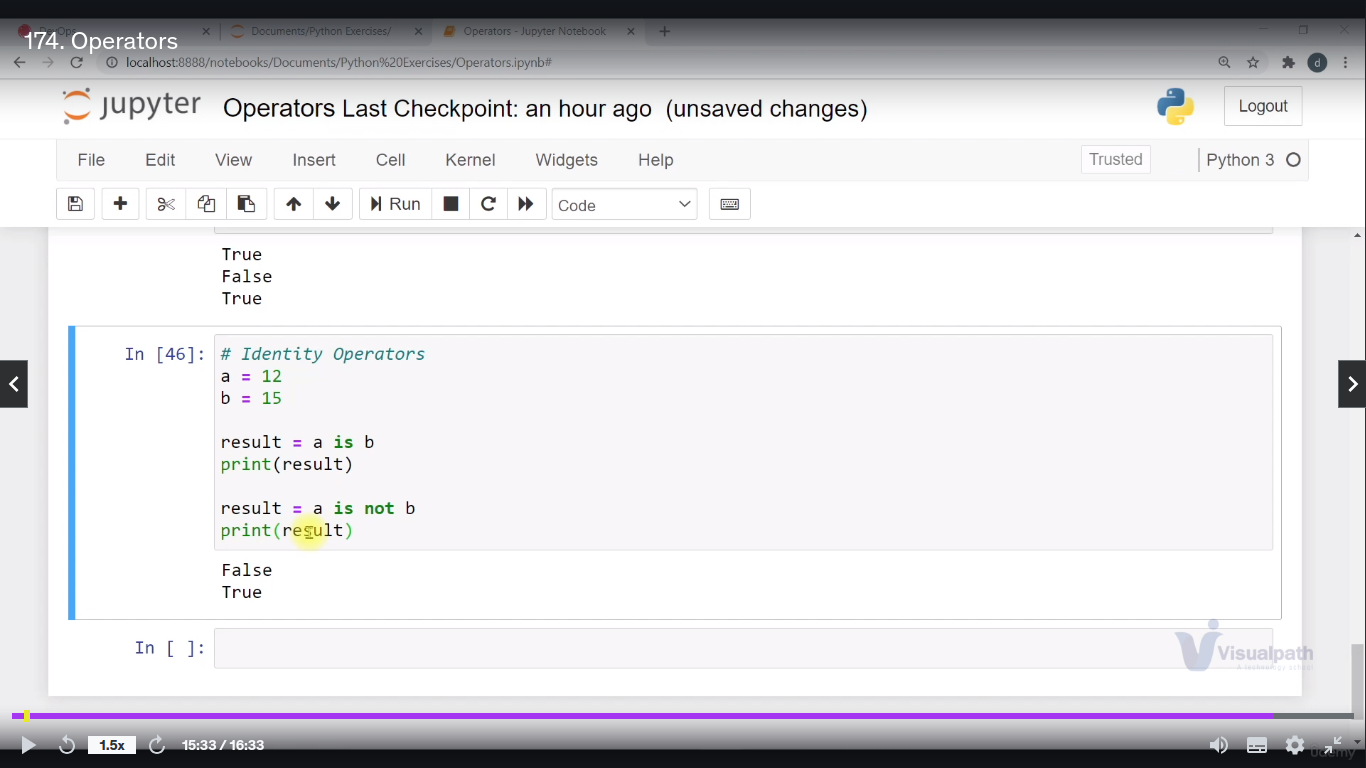 174. Operators
Documents/Python Exercises/
Operators - Jupyter Notebook
localhost:8888/notebooks/Documents/Python%20Exercises/Operators.ipynb#
d
jupyter Operators Last Checkpoint: an hour ago (unsaved changes)
Logout
File Edit View Insert Cell Kernel Widgets Help
Trusted
Python 3
Run
Code
True
False
True
In [46]:
# Identity Operators
a = 12
b = 15
result = a is b
print(result)
result = a is not b
print(result)
False
True
In [ ]:
Visualpath
1.5x
15:33 / 16:33
udemy